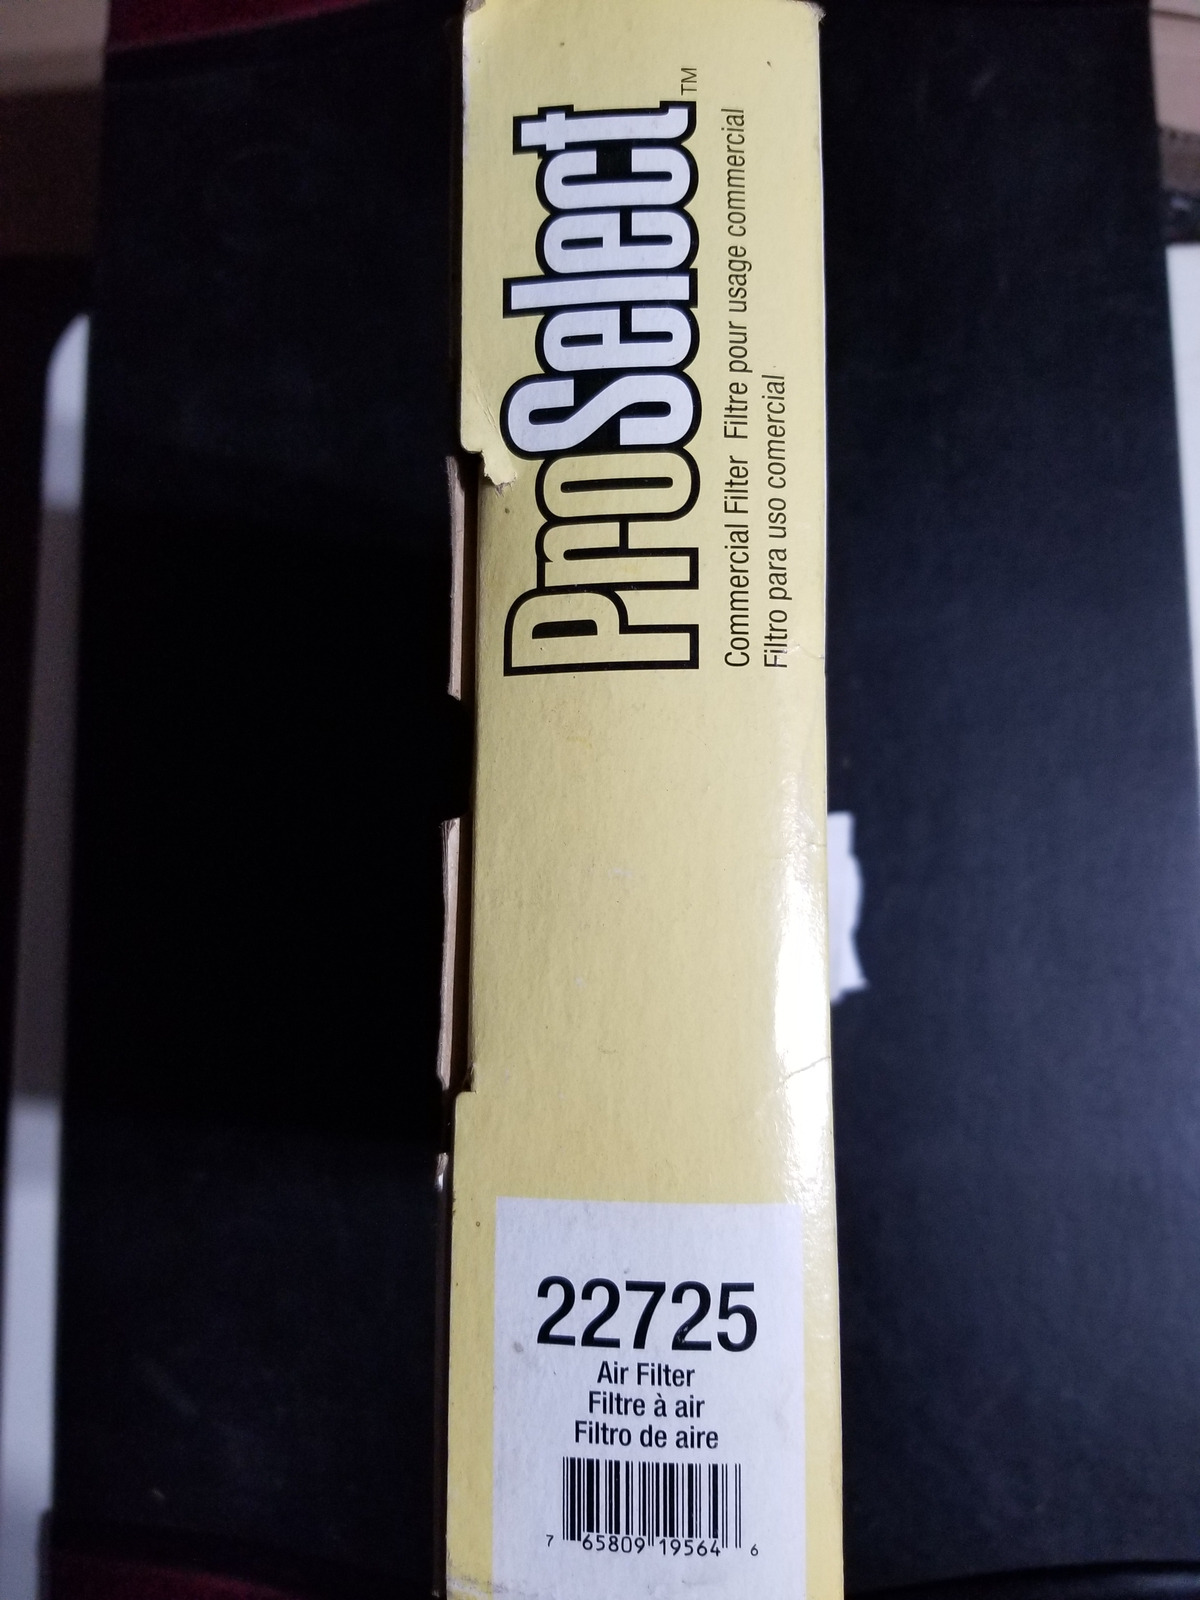 ProSelect™
Commercial Filter Filtre pour usage commercial
Filtro para uso comercial
22725
Air Filter
Filtre à air
Filtro de aire
7 65809 19564 6